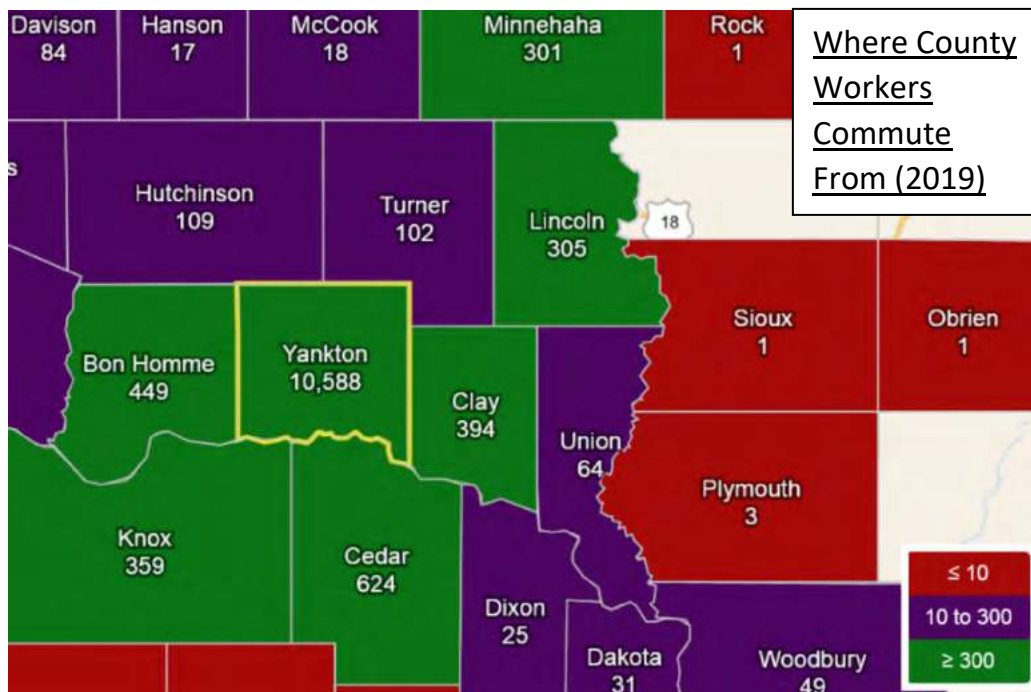 Davison
84
Hanson
17
McCook
18
Minnehaha
301
Rock
1
Where County
Workers
Commute
From (2019)
s
Hutchinson
109
Turner
102
Lincoln
305
18
Sioux
1
Obrien
1
Bon Homme
449
Yankton
10,588
Clay
394
Union
64
Plymouth
3
Knox
359
Cedar
624
Dixon
25
Dakota
31
Woodbury
49
≤ 10
10 to 300
≥ 300